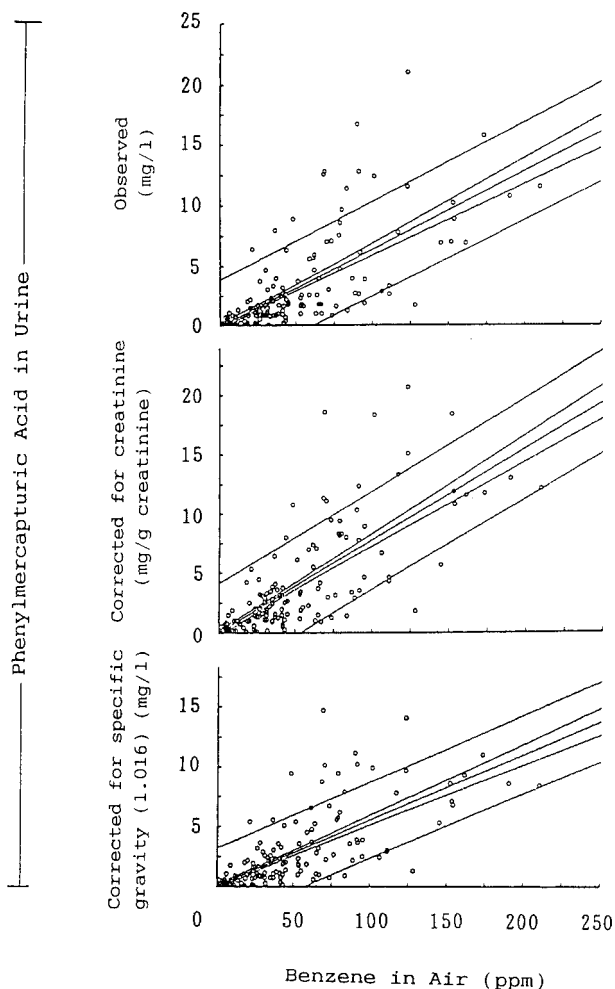 Phenylmercapturic Acid in Urine
Observed
(mg/l)
25
20
15
10
5
0
Corrected for creatinine
(mg/g creatinine)
20
15
10
5
0
Corrected for specific
gravity (1.016) (mg/l)
15
10
5
0
0 50 100 150 200 250
Benzene in Air (ppm)